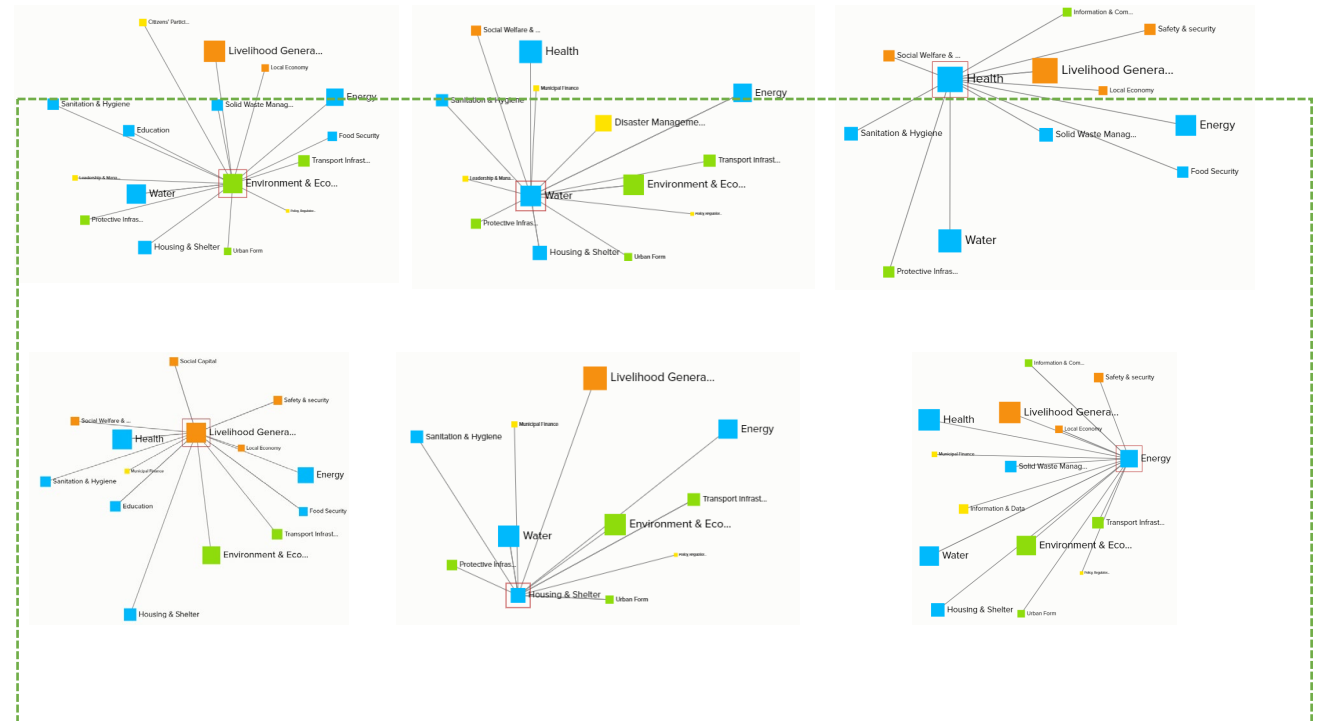 Citizens' Partici...
Livelihood Genera...
Local Economy
Energy
Sanitation & Hygiene
Solid Waste Manag...
Education
Food Security
Transport Infrast...
Leadership & Mana...
Environment & Eco...
Water
Protective Infras...
Housing & Shelter
Urban Form
Social Welfare & ...
Health
Municipal Finance
Energy
Sanitation & Hygiene
Disaster Manageme...
Transport Infrast...
Leadership & Mana...
Environment & Eco...
Water
Protective Infras...
Housing & Shelter
Urban Form
Information & Com...
Safety & security
Social Welfare & ...
Livelihood Genera...
Health
Local Economy
Energy
Sanitation & Hygiene
Solid Waste Manag...
Food Security
Water
Protective Infras...
Social Capital
Safety & security
Social Welfare & ...
Livelihood Genera...
Health
Local Economy
Municipal Finance
Energy
Sanitation & Hygiene
Education
Food Security
Transport Infrast...
Environment & Eco...
Housing & Shelter
Livelihood Genera...
Municipal Finance
Energy
Sanitation & Hygiene
Transport Infrast...
Environment & Eco...
Water
Protective Infras...
Housing & Shelter
Urban Form
Information & Com...
Safety & security
Livelihood Genera...
Health
Local Economy
Municipal Finance
Energy
Solid Waste Manag...
Information & Data
Transport Infrast...
Environment & Eco...
Water
Housing & Shelter
Urban Form